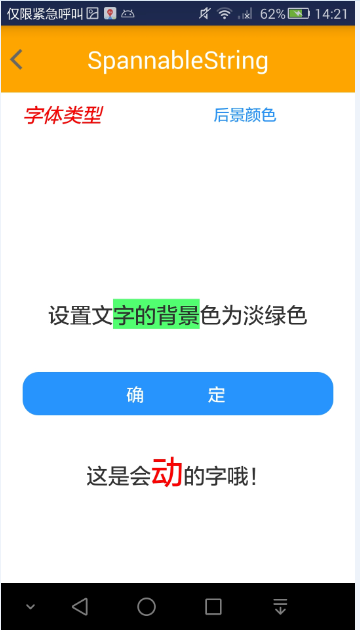 仅限紧急呼叫 62% 14:21
SpannableString
字体类型 后景颜色
设置文字的背景色为淡绿色
确 定
这是会动的字哦!